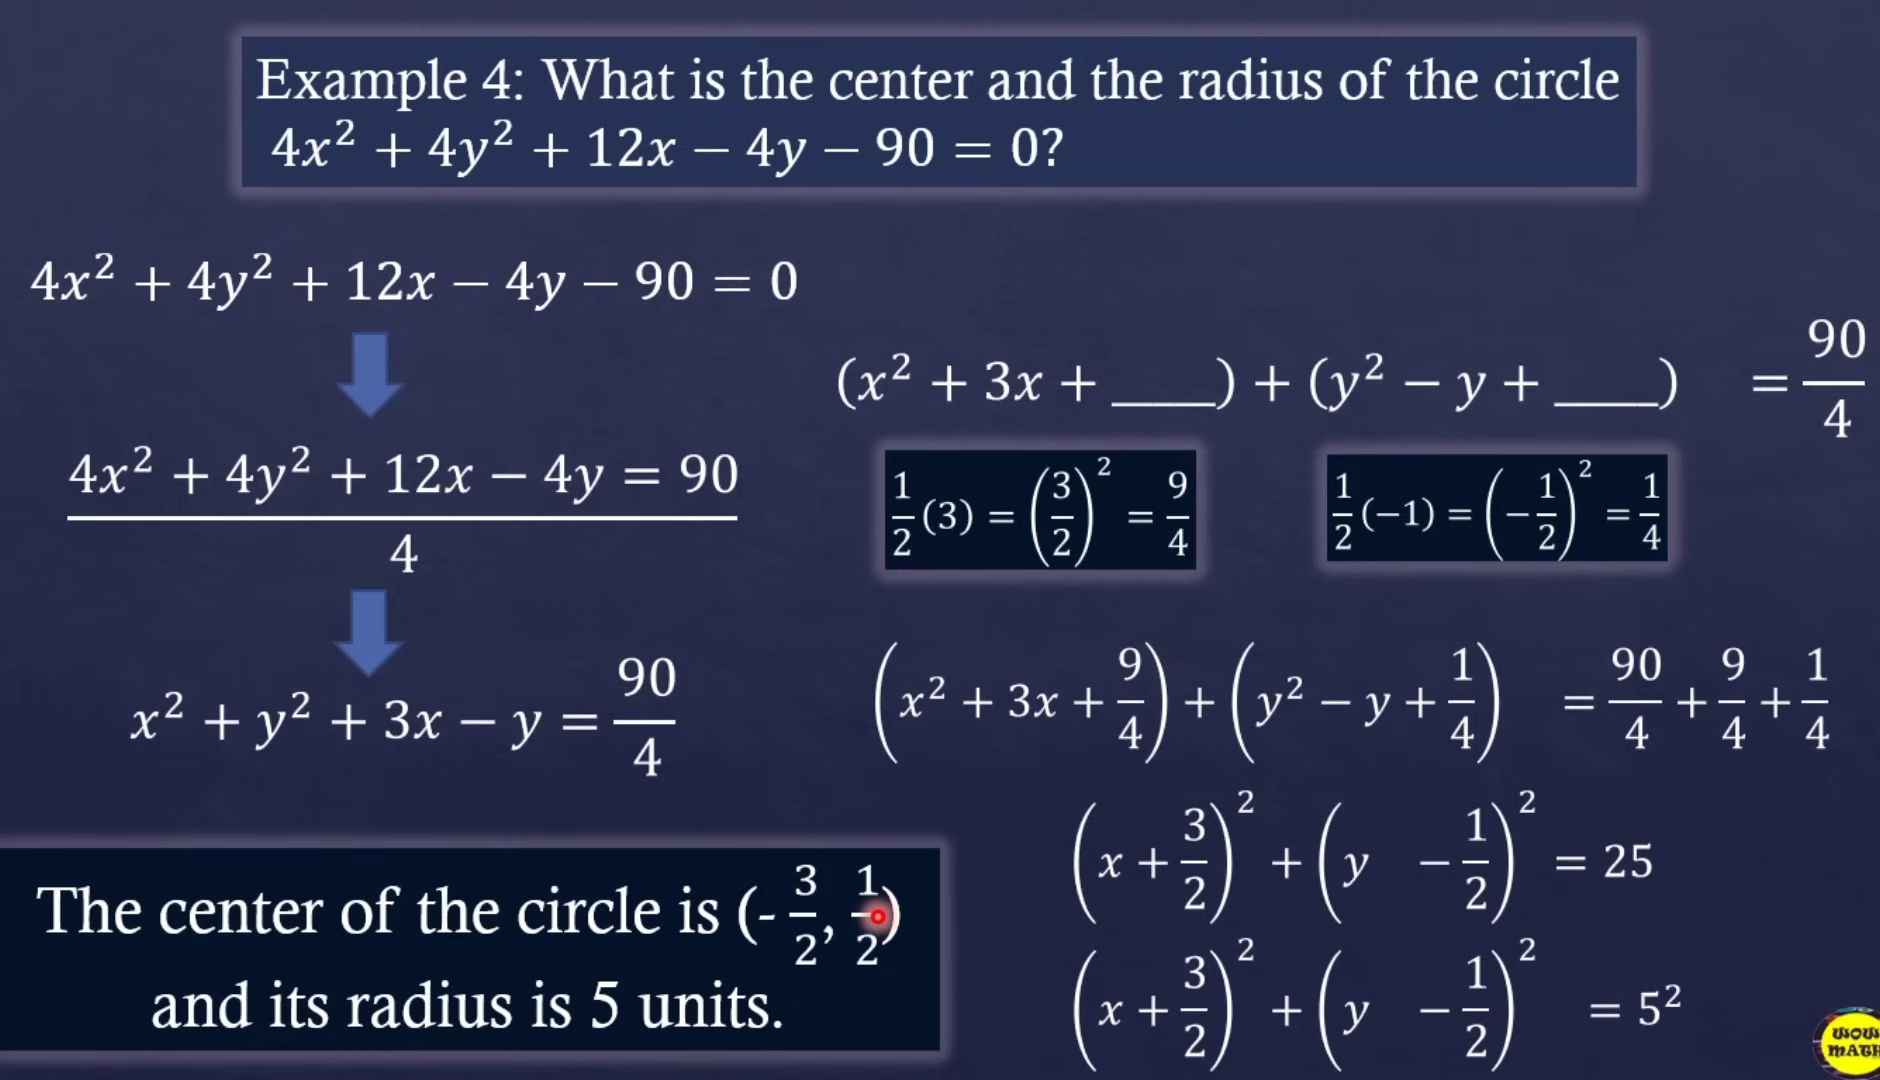 Example 4: What is the center and the radius of the circle
4x² + 4y² + 12x − 4y − 90 = 0?
4x² + 4y² + 12x − 4y − 90 = 0
4x² + 4y² + 12x − 4y = 90
4
x² + y² + 3x − y = 90/4
(x² + 3x + ____) + (y² − y + ____) = 90/4
1/2 (3) = (3/2)² = 9/4
1/2 (−1) = (−1/2)² = 1/4
(x² + 3x + 9/4) + (y² − y + 1/4) = 90/4 + 9/4 + 1/4
(x + 3/2)² + (y − 1/2)² = 25
(x + 3/2)² + (y − 1/2)² = 5²
The center of the circle is (-3/2, 1/2)
and its radius is 5 units.
WOW
MATH